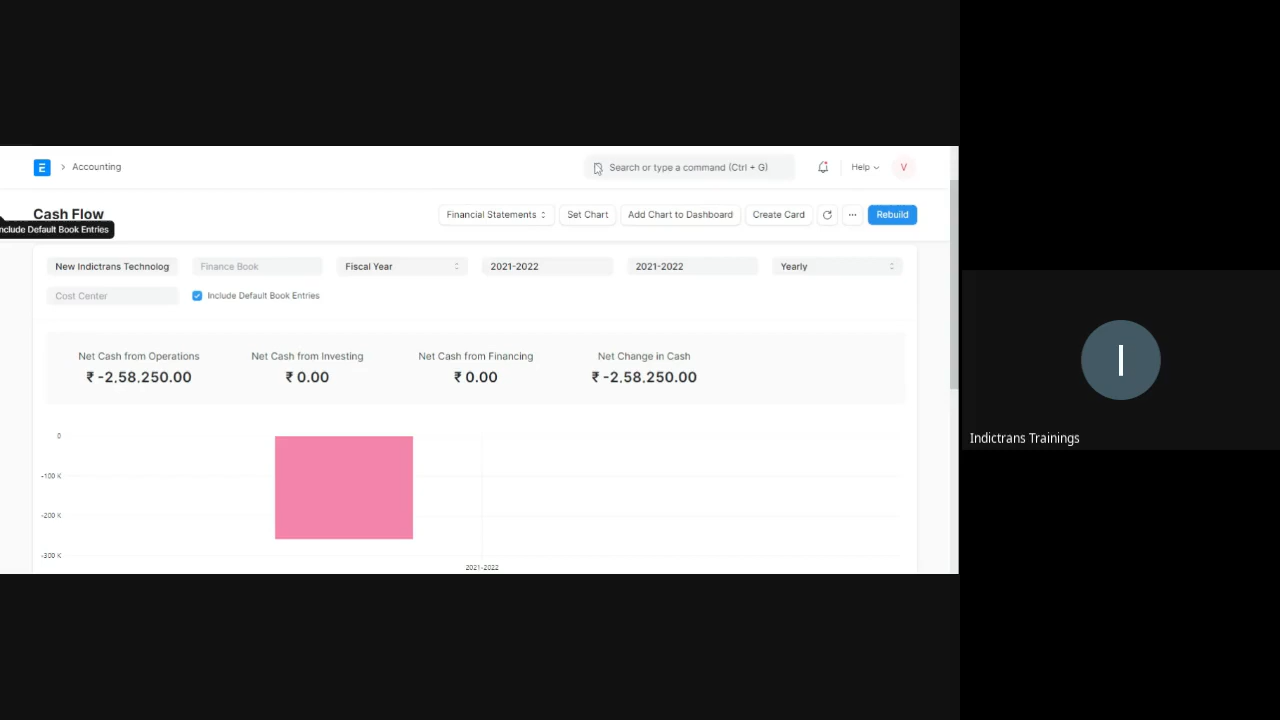 E > Accounting
Search or type a command (Ctrl + G)
Help
V
Cash Flow
nclude Default Book Entries
Financial Statements
Set Chart
Add Chart to Dashboard
Create Card
...
Rebuild
New Indictrans Technolog
Finance Book
Fiscal Year
2021-2022
2021-2022
Yearly
Cost Center
Include Default Book Entries
Net Cash from Operations
₹ -2,58,250.00
Net Cash from Investing
₹ 0.00
Net Cash from Financing
₹ 0.00
Net Change in Cash
₹ -2,58,250.00
0
-100 K
-200 K
-300 K
2021-2022
I
Indictrans Trainings